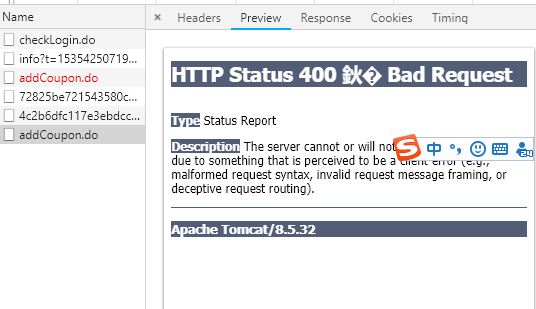 Name
checkLogin.do
info?t=15354250719...
addCoupon.do
72825be721543580c...
4c2b6dfc117e3ebdcc...
addCoupon.do
Headers Preview Response Cookies Timing
HTTP Status 400 鈥� Bad Request
Type Status Report
Description The server cannot or will not
due to something that is perceived to be a client error (e.g.,
malformed request syntax, invalid request message framing, or
deceptive request routing).
Apache Tomcat/8.5.32
S 中